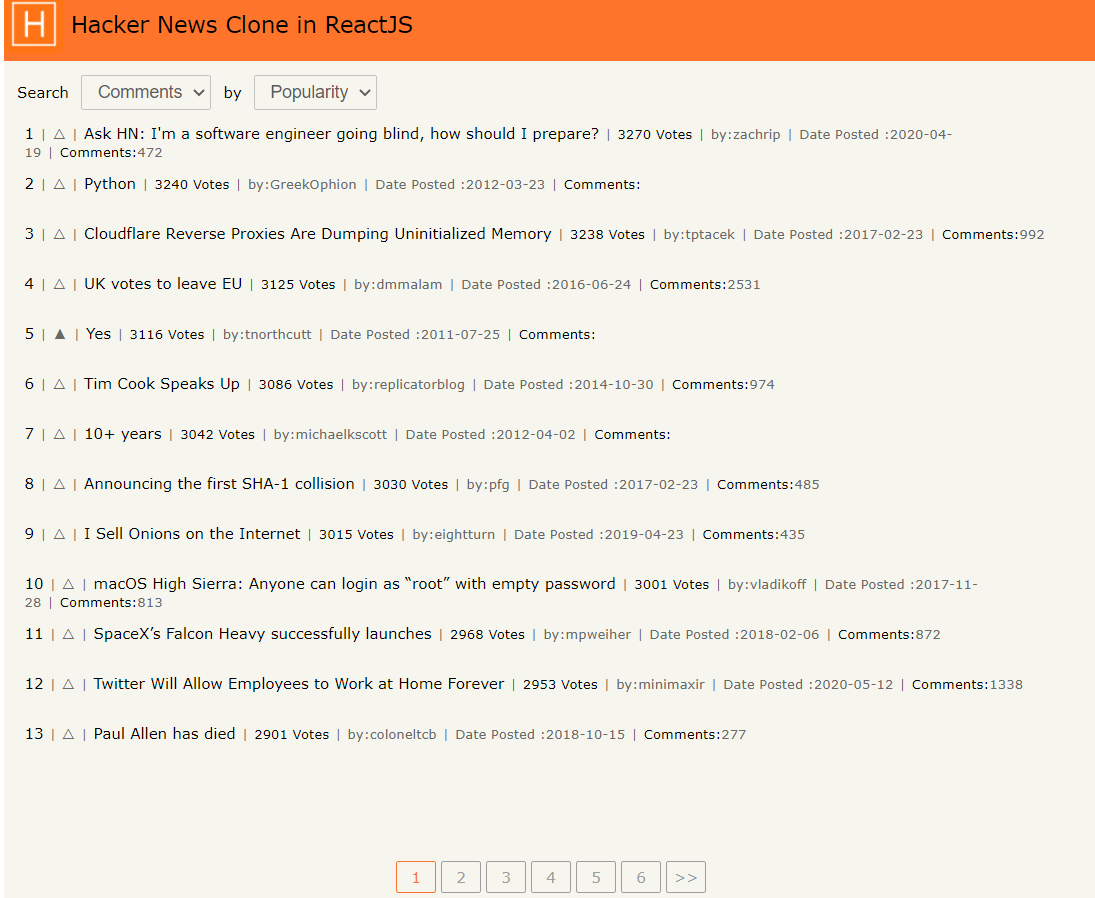 H Hacker News Clone in ReactJS
Search Comments by Popularity
1 | △ | Ask HN: I'm a software engineer going blind, how should I prepare? | 3270 Votes | by:zachrip | Date Posted :2020-04-
19 | Comments:472
2 | △ | Python | 3240 Votes | by:GreekOphion | Date Posted :2012-03-23 | Comments:
3 | △ | Cloudflare Reverse Proxies Are Dumping Uninitialized Memory | 3238 Votes | by:tptacek | Date Posted :2017-02-23 | Comments:992
4 | △ | UK votes to leave EU | 3125 Votes | by:dmmalam | Date Posted :2016-06-24 | Comments:2531
5 | ▲ | Yes | 3116 Votes | by:tnorthcutt | Date Posted :2011-07-25 | Comments:
6 | △ | Tim Cook Speaks Up | 3086 Votes | by:replicatorblog | Date Posted :2014-10-30 | Comments:974
7 | △ | 10+ years | 3042 Votes | by:michaelkscott | Date Posted :2012-04-02 | Comments:
8 | △ | Announcing the first SHA-1 collision | 3030 Votes | by:pfg | Date Posted :2017-02-23 | Comments:485
9 | △ | I Sell Onions on the Internet | 3015 Votes | by:eightturn | Date Posted :2019-04-23 | Comments:435
10 | △ | macOS High Sierra: Anyone can login as “root” with empty password | 3001 Votes | by:vladikoff | Date Posted :2017-11-
28 | Comments:813
11 | △ | SpaceX’s Falcon Heavy successfully launches | 2968 Votes | by:mpweiher | Date Posted :2018-02-06 | Comments:872
12 | △ | Twitter Will Allow Employees to Work at Home Forever | 2953 Votes | by:minimaxir | Date Posted :2020-05-12 | Comments:1338
13 | △ | Paul Allen has died | 2901 Votes | by:coloneltcb | Date Posted :2018-10-15 | Comments:277
1 2 3 4 5 6 >>